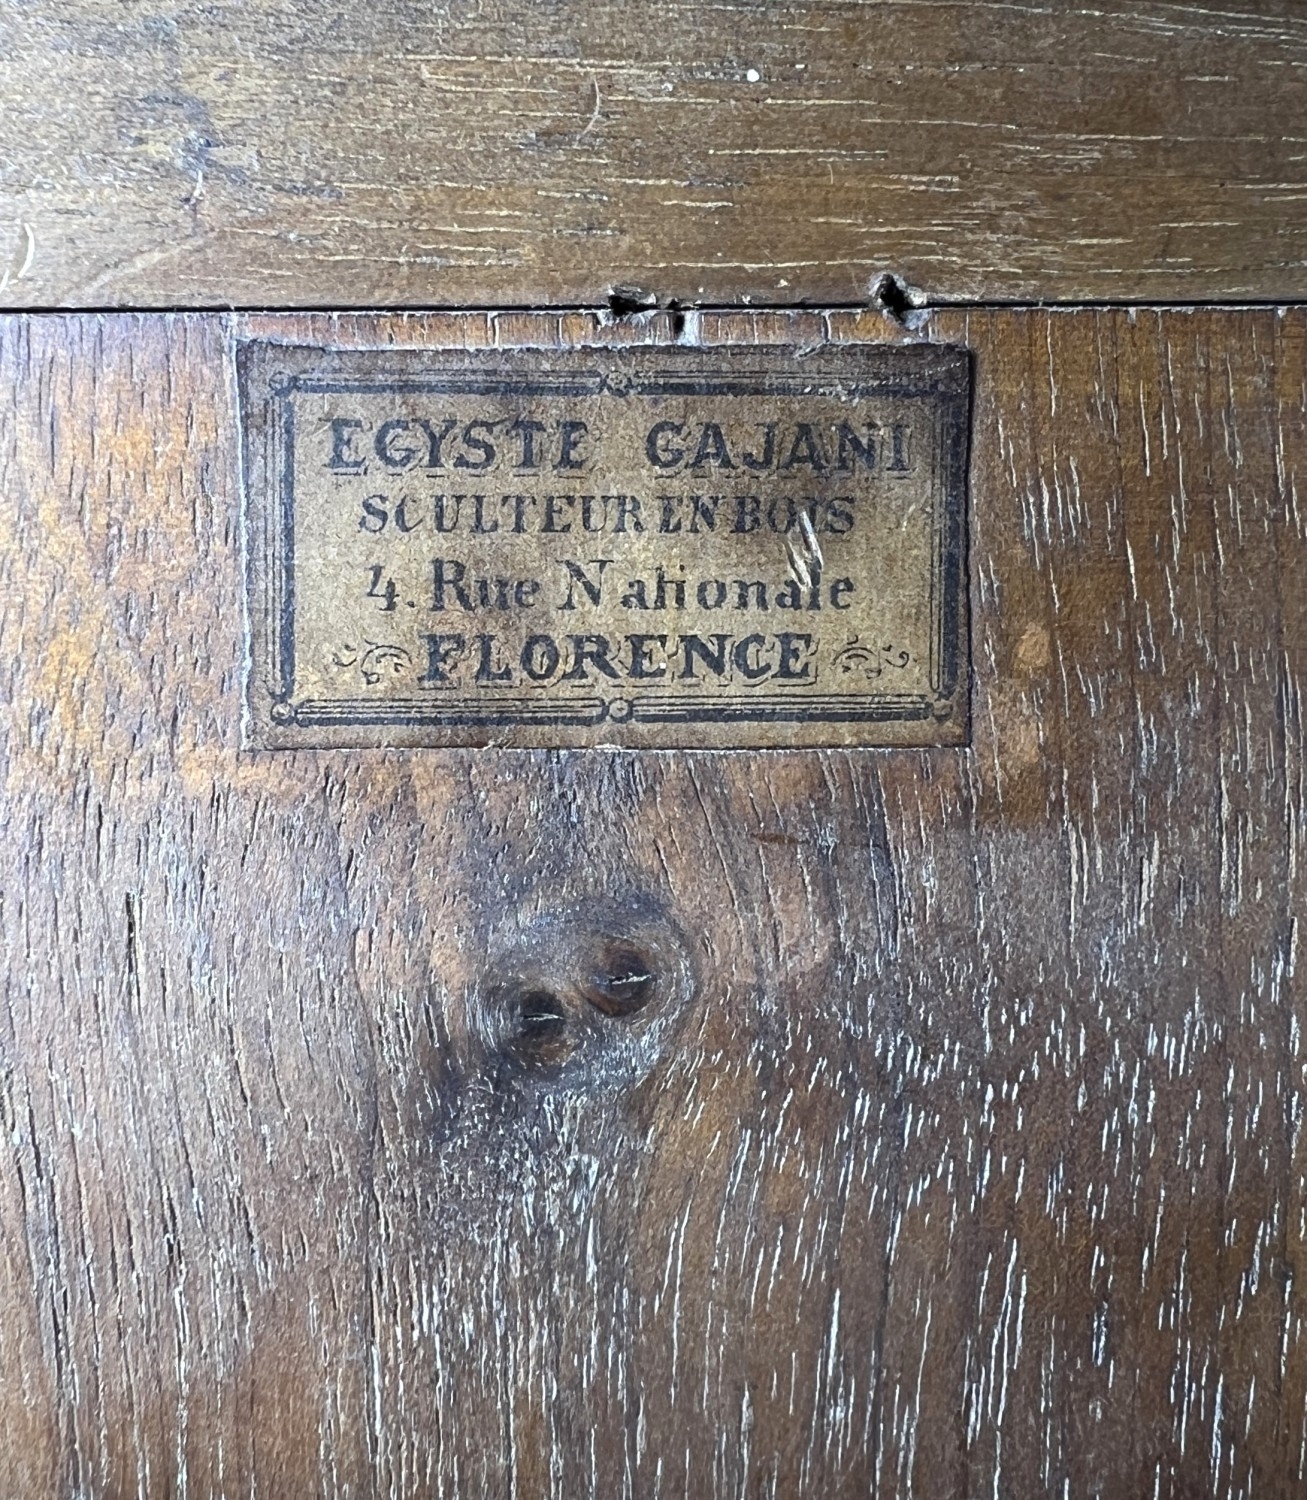 EGYSTE GAJANI
SCULTEUR EN BOIS
4. Rue Nationale
FLORENCE